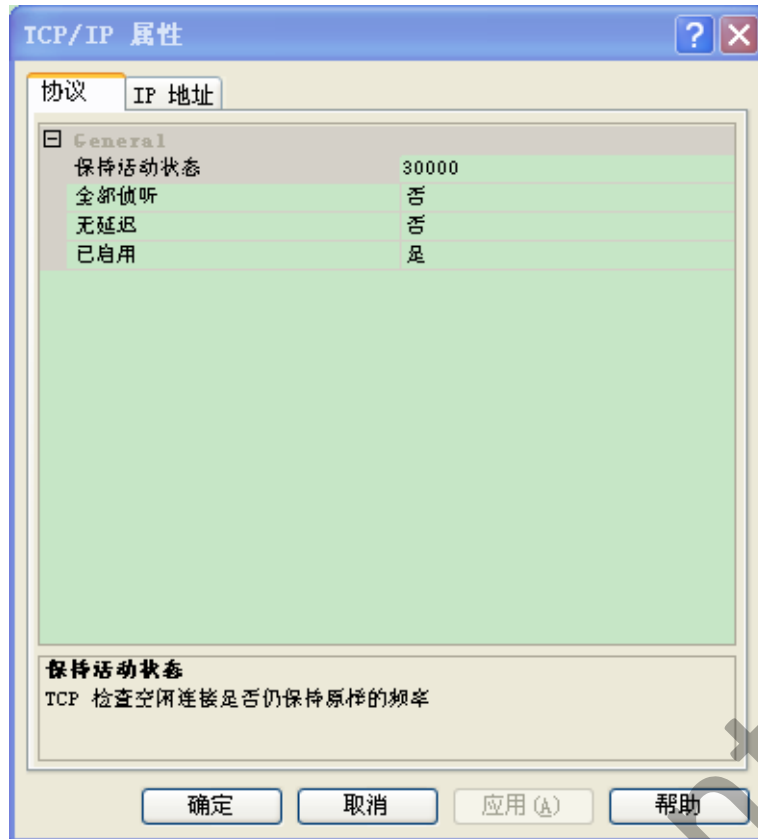 TCP/IP 属性
协议 IP 地址
General
保持活动状态 30000
全部侦听 否
无延迟 否
已启用 是
保持活动状态
TCP 检查空闲连接是否仍保持原样的频率
确定 取消 应用(A) 帮助